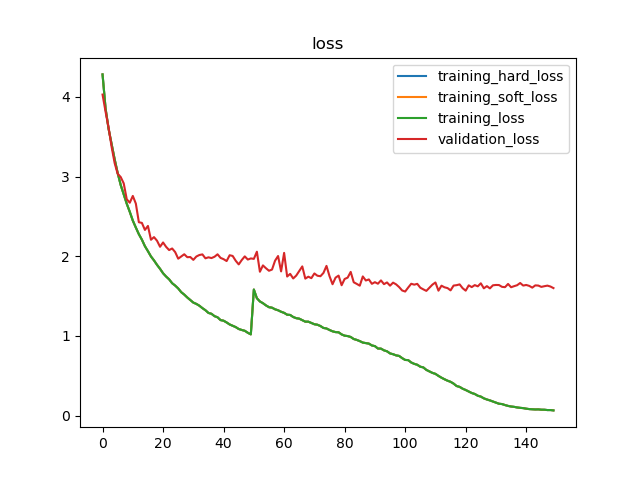 loss
training_hard_loss
training_soft_loss
training_loss
validation_loss
4
3
2
1
0
0 20 40 60 80 100 120 140